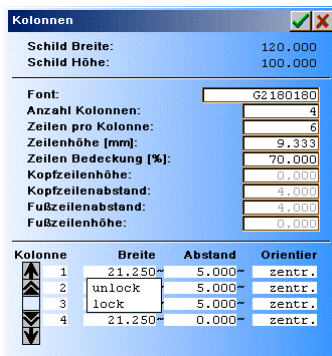 Kolonnen
Schild Breite: 120.000
Schild Höhe: 100.000
Font: G2180180
Anzahl Kolonnen: 4
Zeilen pro Kolonne: 6
Zeilenhöhe [mm]: 9.333
Zeilen Bedeckung [%]: 70.000
Kopfzeilenhöhe: 0.000
Kopfzeilenabstand: 4.000
Fußzeilenabstand: 4.000
Fußzeilenhöhe: 0.000
Kolonne Breite Abstand Orientier
1 21.250~ 5.000~ zentr.
2 unlock 5.000~ zentr.
3 lock 5.000~ zentr.
4 21.250~ 0.000~ zentr.